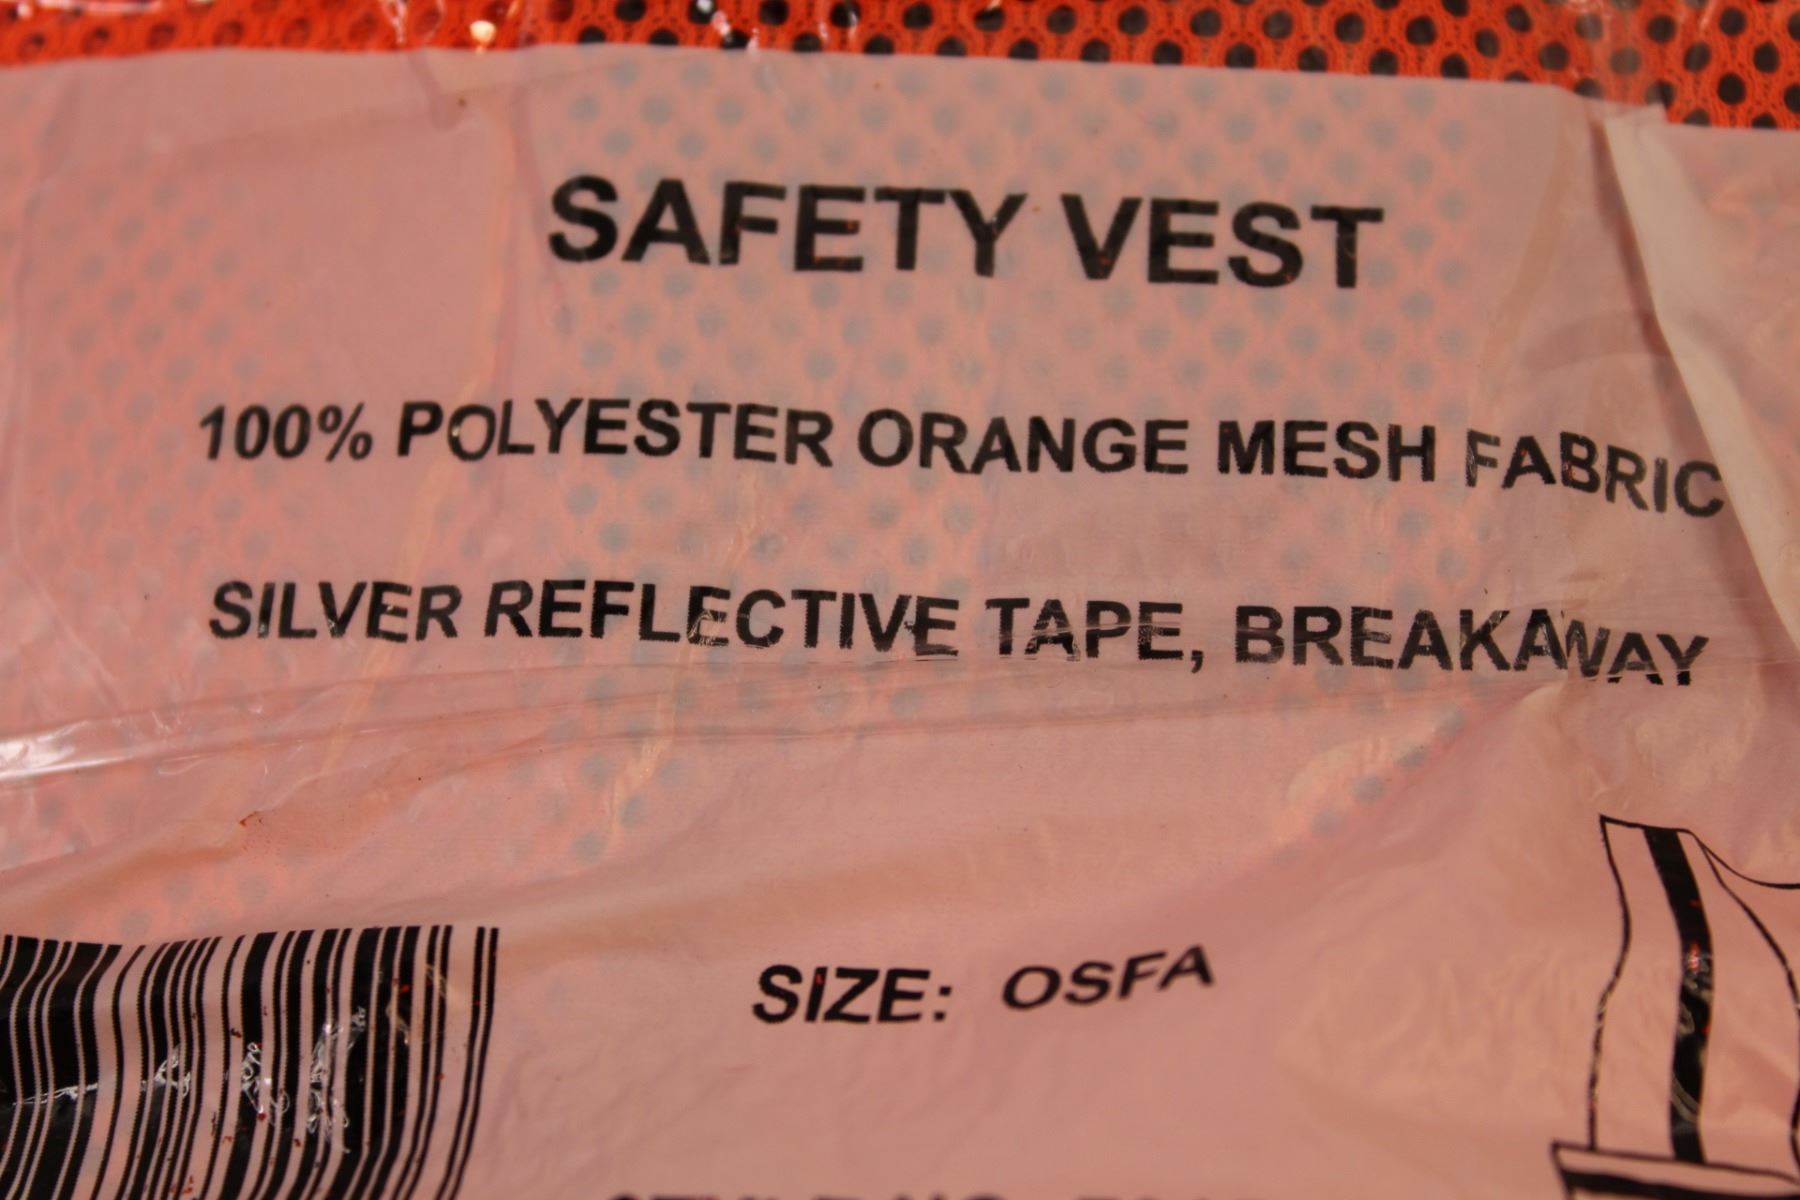 SAFETY VEST
100% POLYESTER ORANGE MESH FABRIC
SILVER REFLECTIVE TAPE, BREAKAWAY
SIZE: OSFA